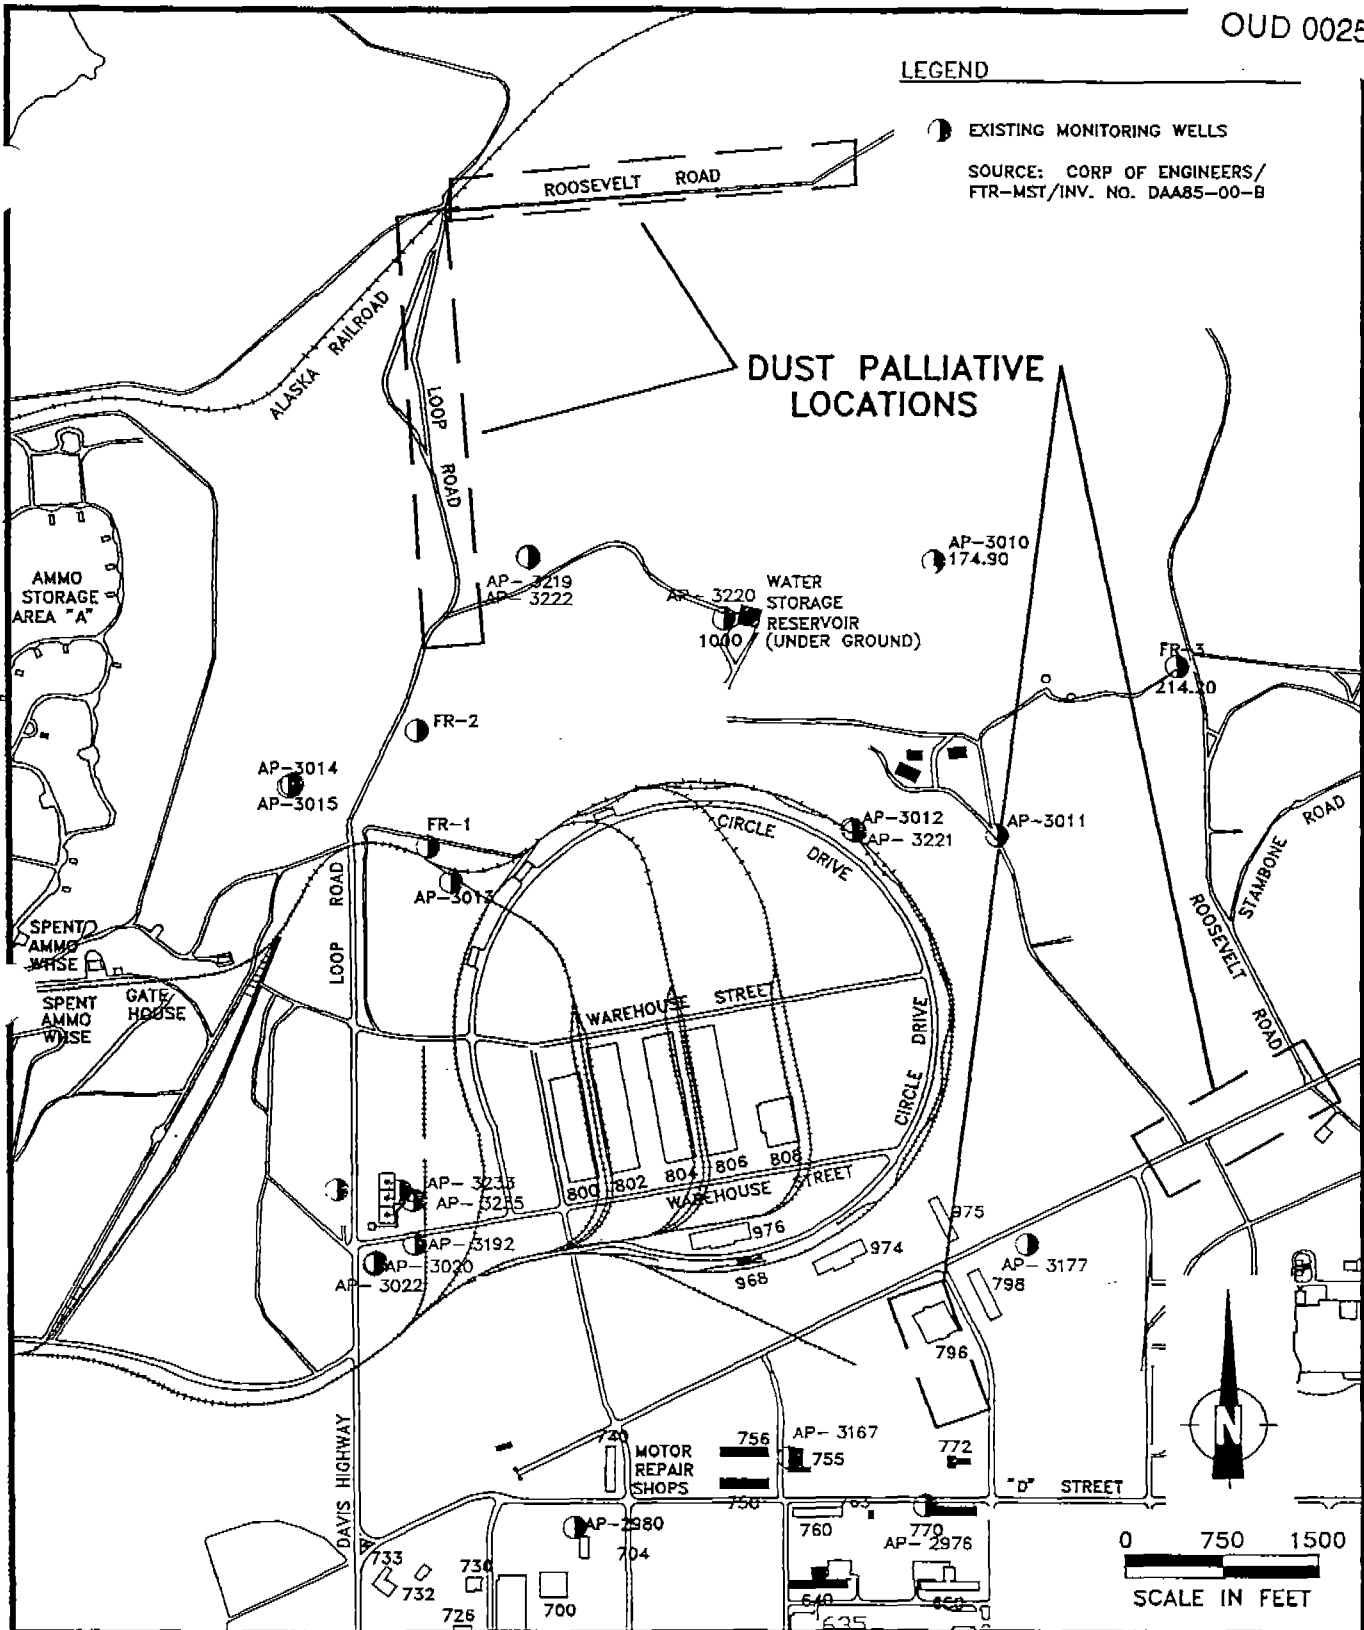 OUD 0025
LEGEND
EXISTING MONITORING WELLS
SOURCE: CORP OF ENGINEERS/
FTR-MST/INV. NO. DAA85-00-B
ROOSEVELT ROAD
ALASKA RAILROAD
LOOP ROAD
DUST PALLIATIVE
LOCATIONS
AMMO
STORAGE
AREA "A"
AP-3219
AP-3222
AP-3220
1000
WATER
STORAGE
RESERVOIR
(UNDER GROUND)
AP-3010
174.90
FR-3
214.20
FR-2
AP-3014
AP-3015
FR-1
AP-3013
CIRCLE DRIVE
AP-3012
AP-3221
AP-3011
STAMBONE ROAD
ROOSEVELT ROAD
LOOP ROAD
SPENT
AMMO
WHSE
SPENT
AMMO
WHSE
GATE
HOUSE
WAREHOUSE STREET
CIRCLE DRIVE
800
802
804
806
808
WAREHOUSE STREET
AP-3233
AP-3235
AP-3192
AP-3020
AP-3022
976
968
974
975
AP-3177
798
796
DAVIS HIGHWAY
740
MOTOR
REPAIR
SHOPS
756
750
AP-3167
755
772
"D" STREET
AP-2980
704
760
770
AP-2976
733
732
730
726
700
640
635
N
0 750 1500
SCALE IN FEET